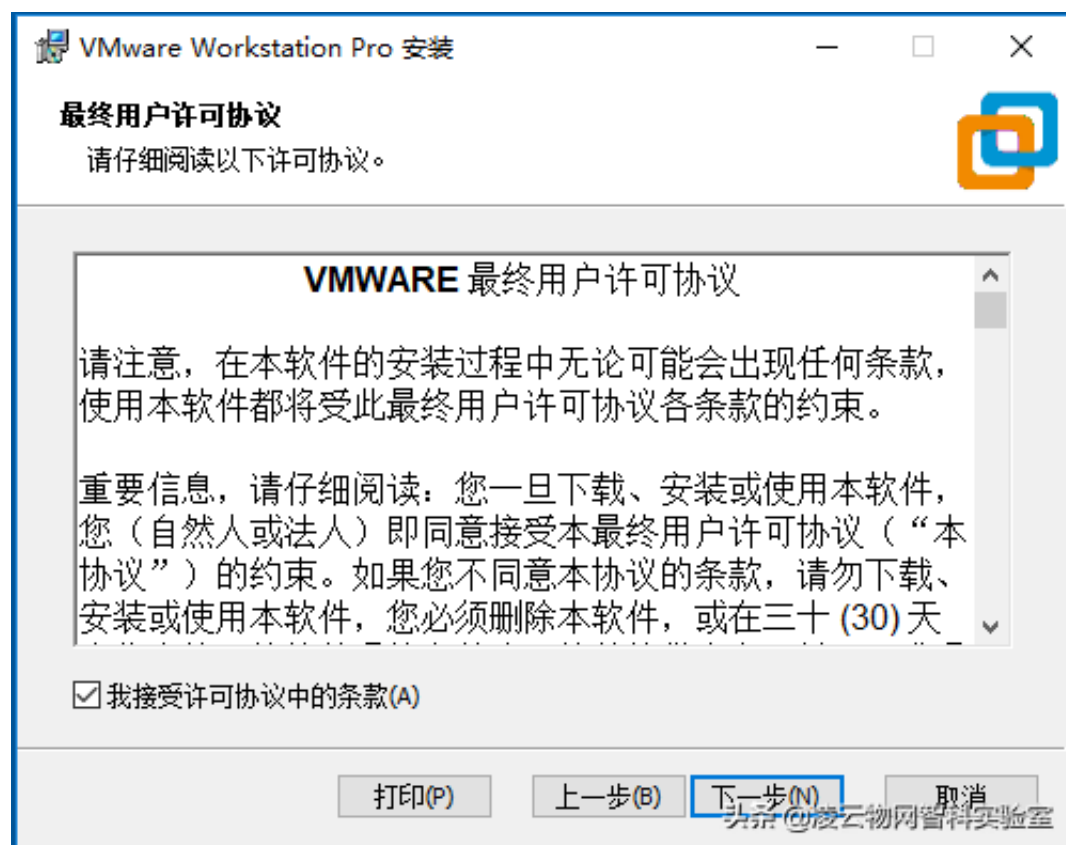 VMware Workstation Pro 安装
最终用户许可协议
请仔细阅读以下许可协议。
VMWARE 最终用户许可协议
请注意，在本软件的安装过程中无论可能会出现任何条款，
使用本软件都将受此最终用户许可协议各条款的约束。
重要信息，请仔细阅读：您一旦下载、安装或使用本软件，
您（自然人或法人）即同意接受本最终用户许可协议（“本
协议”）的约束。如果您不同意本协议的条款，请勿下载、
安装或使用本软件，您必须删除本软件，或在三十 (30) 天
我接受许可协议中的条款(A)
打印(P)
上一步(B)
下一步(N)
取消
头条 @凌云物网智科实验室